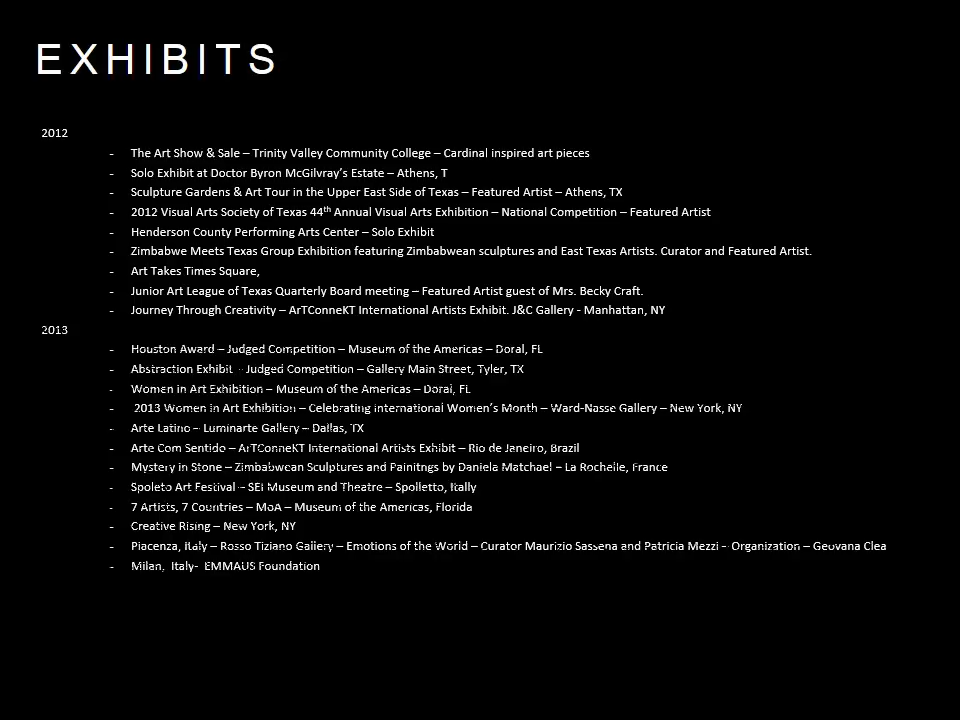 EXHIBITS
2012
- The Art Show & Sale – Trinity Valley Community College – Cardinal inspired art pieces
- Solo Exhibit at Doctor Byron McGilvray's Estate – Athens, T
- Sculpture Gardens & Art Tour in the Upper East Side of Texas – Featured Artist – Athens, TX
- 2012 Visual Arts Society of Texas 44th Annual Visual Arts Exhibition – National Competition – Featured Artist
- Henderson County Performing Arts Center – Solo Exhibit
- Zimbabwe Meets Texas Group Exhibition featuring Zimbabwean sculptures and East Texas Artists. Curator and Featured Artist.
- Art Takes Times Square,
- Junior Art League of Texas Quarterly Board meeting – Featured Artist guest of Mrs. Becky Craft.
- Journey Through Creativity – ArTConneKT International Artists Exhibit. J&C Gallery - Manhattan, NY
2013
- Houston Award – Judged Competition – Museum of the Americas – Doral, FL
- Abstraction Exhibit – Judged Competition – Gallery Main Street, Tyler, TX
- Women in Art Exhibition – Museum of the Americas – Doral, FL
- 2013 Women in Art Exhibition – Celebrating International Women's Month – Ward-Nasse Gallery – New York, NY
- Arte Latino – Luminarte Gallery – Dallas, TX
- Arte Com Sentido – ArTConneKT International Artists Exhibit – Rio de Janeiro, Brazil
- Mystery in Stone – Zimbabwean Sculptures and Painitngs by Daniela Matchael – La Rochelle, France
- Spoleto Art Festival – SEI Museum and Theatre – Spolletto, Itally
- 7 Artists, 7 Countries – MoA – Museum of the Americas, Florida
- Creative Rising – New York, NY
- Piacenza, Italy – Rosso Tiziano Gallery – Emotions of the World – Curator Maurizio Sassena and Patricia Mezzi - Organization – Geovana Clea
- Milan, Italy- EMMAUS Foundation